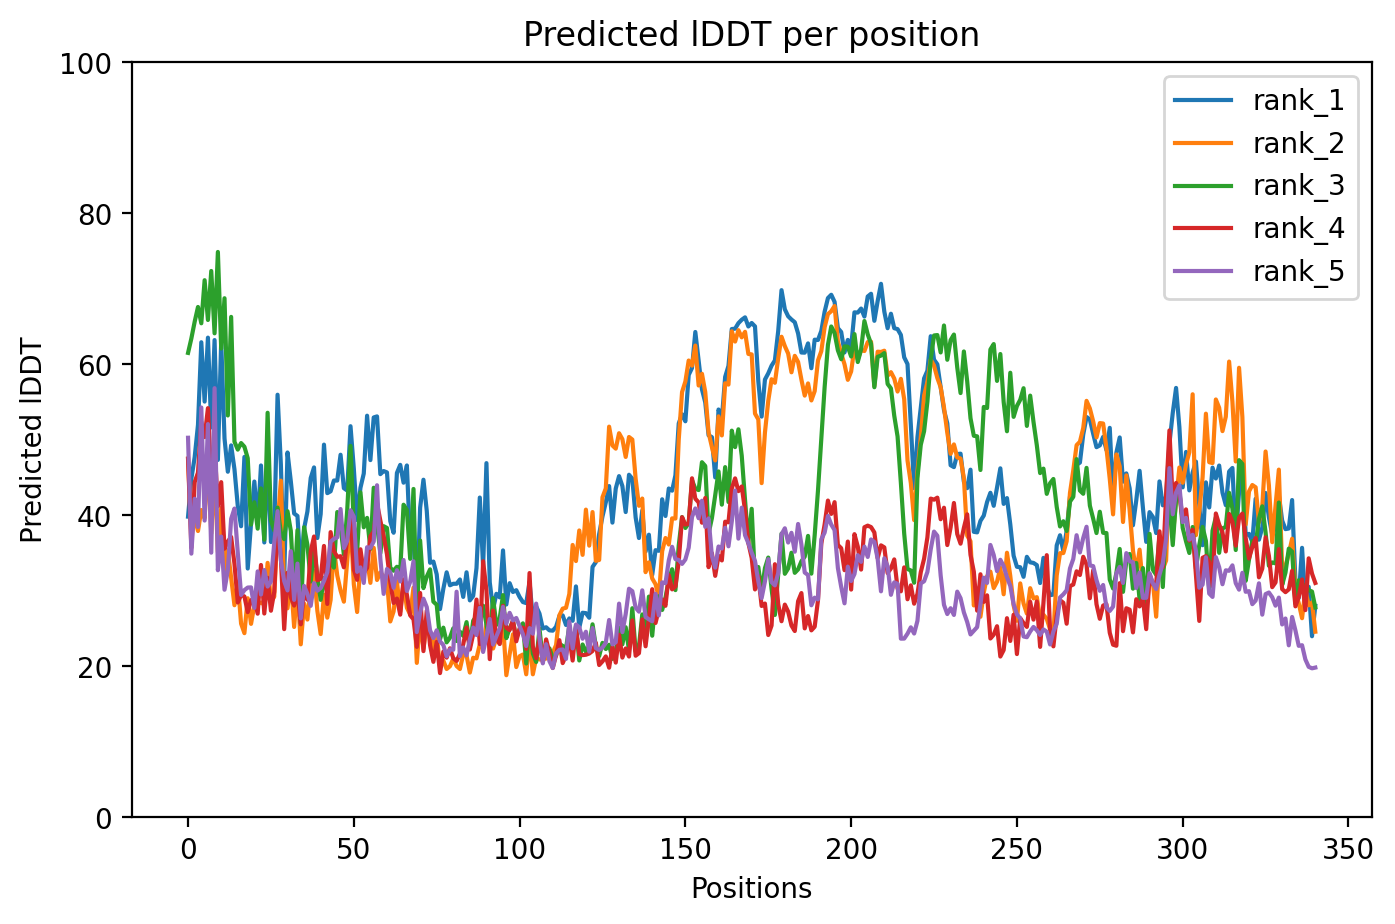 Predicted lDDT per position
100
80
60
40
20
0
Predicted lDDT
0 50 100 150 200 250 300 350
Positions
rank_1
rank_2
rank_3
rank_4
rank_5